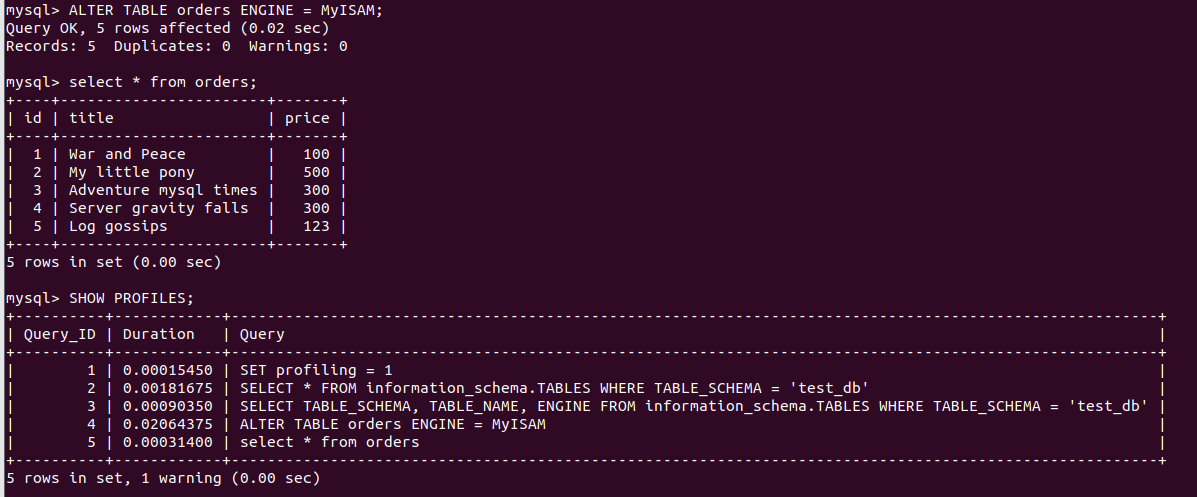 mysql> ALTER TABLE orders ENGINE = MyISAM;
Query OK, 5 rows affected (0.02 sec)
Records: 5  Duplicates: 0  Warnings: 0
mysql> select * from orders;
+----+-----------------------+-------+
| id | title                 | price |
+----+-----------------------+-------+
|  1 | War and Peace         |   100 |
|  2 | My little pony        |   500 |
|  3 | Adventure mysql times |   300 |
|  4 | Server gravity falls  |   300 |
|  5 | Log gossips           |   123 |
+----+-----------------------+-------+
5 rows in set (0.00 sec)
mysql> SHOW PROFILES;
+----------+------------+-------------------------------------------------------------------------------------------------------+
| Query_ID | Duration   | Query                                                                                                 |
+----------+------------+-------------------------------------------------------------------------------------------------------+
|        1 | 0.00015450 | SET profiling = 1                                                                                     |
|        2 | 0.00181675 | SELECT * FROM information_schema.TABLES WHERE TABLE_SCHEMA = 'test_db'                                |
|        3 | 0.00090350 | SELECT TABLE_SCHEMA, TABLE_NAME, ENGINE FROM information_schema.TABLES WHERE TABLE_SCHEMA = 'test_db' |
|        4 | 0.02064375 | ALTER TABLE orders ENGINE = MyISAM                                                                    |
|        5 | 0.00031400 | select * from orders                                                                                  |
+----------+------------+-------------------------------------------------------------------------------------------------------+
5 rows in set, 1 warning (0.00 sec)